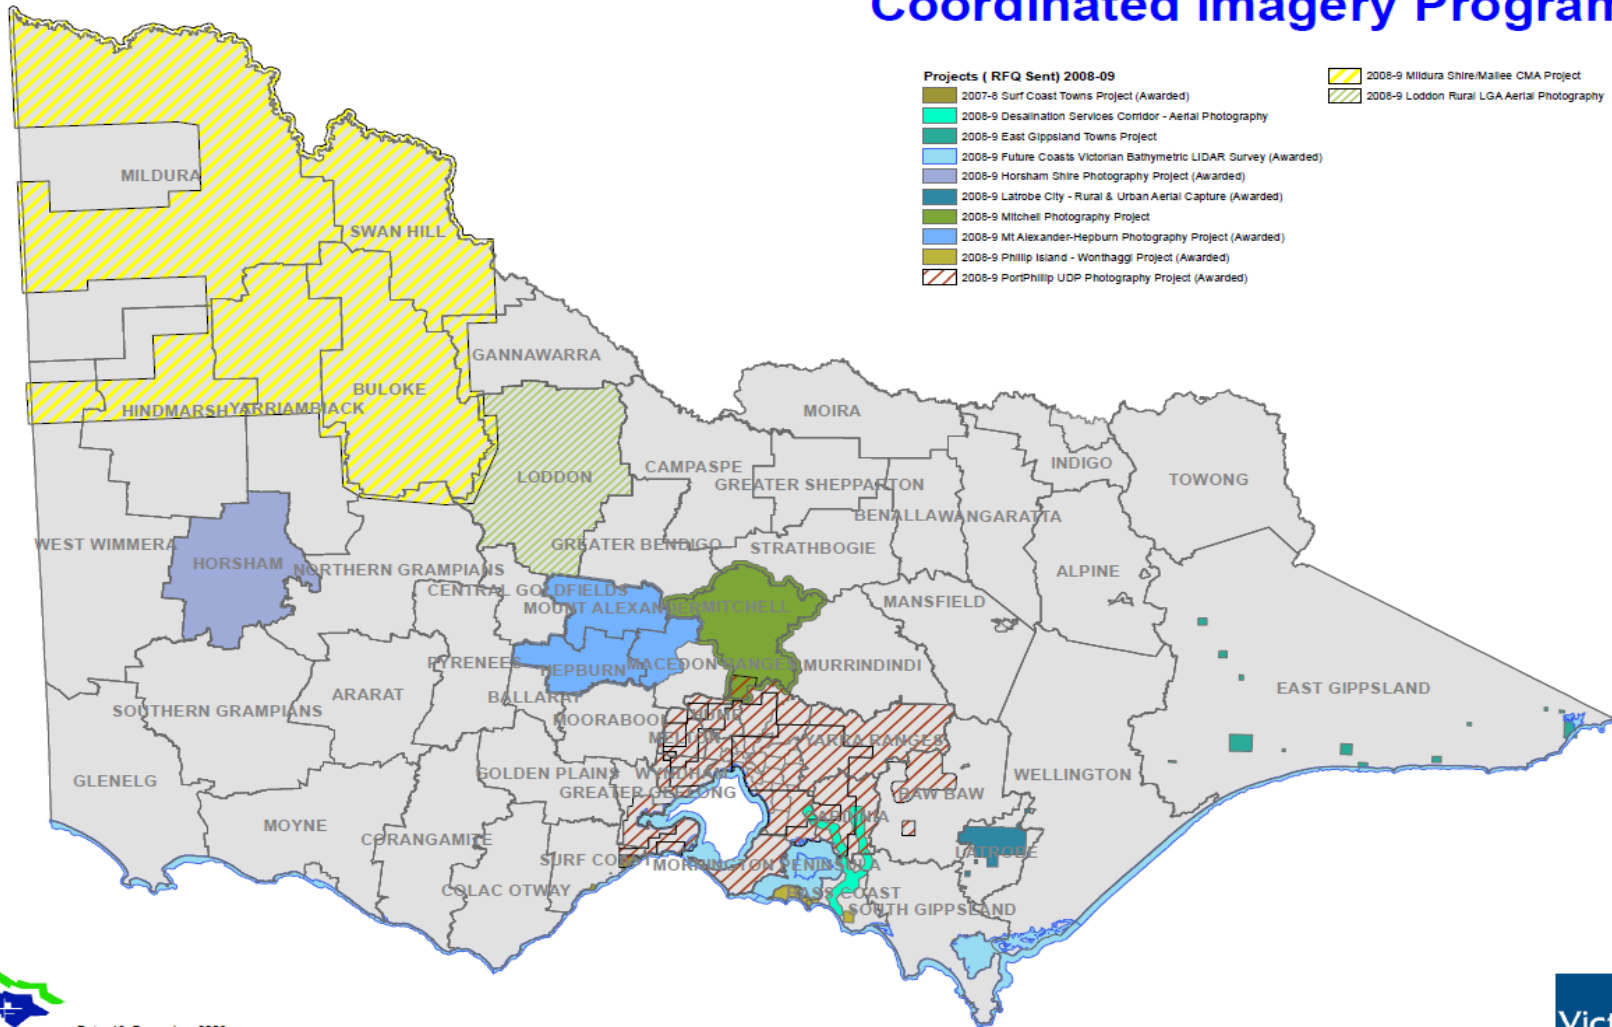 Coordinated Imagery Program
Projects ( RFQ Sent) 2008-09
2007-8 Surf Coast Towns Project (Awarded)
2008-9 Desalination Services Corridor - Aerial Photography
2008-9 East Gippsland Towns Project
2008-9 Future Coasts Victorian Bathymetric LIDAR Survey (Awarded)
2008-9 Horsham Shire Photography Project (Awarded)
2008-9 Latrobe City - Rural & Urban Aerial Capture (Awarded)
2008-9 Mitchell Photography Project
2008-9 Mt Alexander-Hepburn Photography Project (Awarded)
2008-9 Phillip Island - Wonthaggi Project (Awarded)
2008-9 PortPhillip UDP Photography Project (Awarded)
2008-9 Mildura Shire/Mallee CMA Project
2008-9 Loddon Rural LGA Aerial Photography
MILDURA
SWAN HILL
GANNAWARRA
BULOKE
HINDMARSH
YARRIAMBIACK
MOIRA
LODDON
CAMPASPE
GREATER SHEPPARTON
INDIGO
TOWONG
BENALLA
WANGARATTA
WEST WIMMERA
HORSHAM
NORTHERN GRAMPIANS
GREATER BENDIGO
STRATHBOGIE
ALPINE
CENTRAL GOLDFIELDS
MOUNT ALEXANDER
MITCHELL
MANSFIELD
PYRENEES
HEPBURN
MACEDON RANGES
MURRINDINDI
EAST GIPPSLAND
ARARAT
BALLARAT
SOUTHERN GRAMPIANS
MOORABOOL
HUME
MELTON
YARRA RANGES
GLENELG
GOLDEN PLAINS
WYNDHAM
WELLINGTON
GREATER GEELONG
BAW BAW
MOYNE
CORANGAMITE
CARDINIA
SURF COAST
MORNINGTON PENINSULA
LATROBE
COLAC OTWAY
BASS COAST
SOUTH GIPPSLAND
Vict